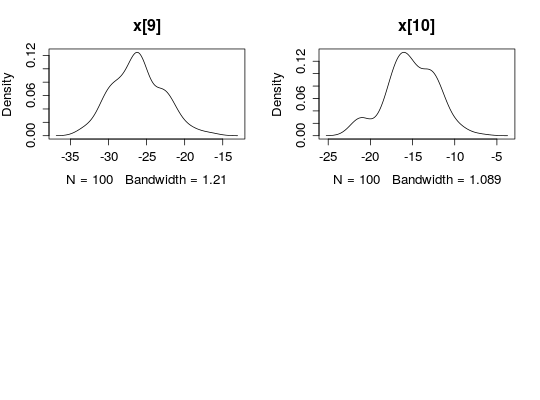 x[9]
Density
0.00 0.06 0.12
-35 -30 -25 -20 -15
N = 100 Bandwidth = 1.21
x[10]
Density
0.00 0.06 0.12
-25 -20 -15 -10 -5
N = 100 Bandwidth = 1.089